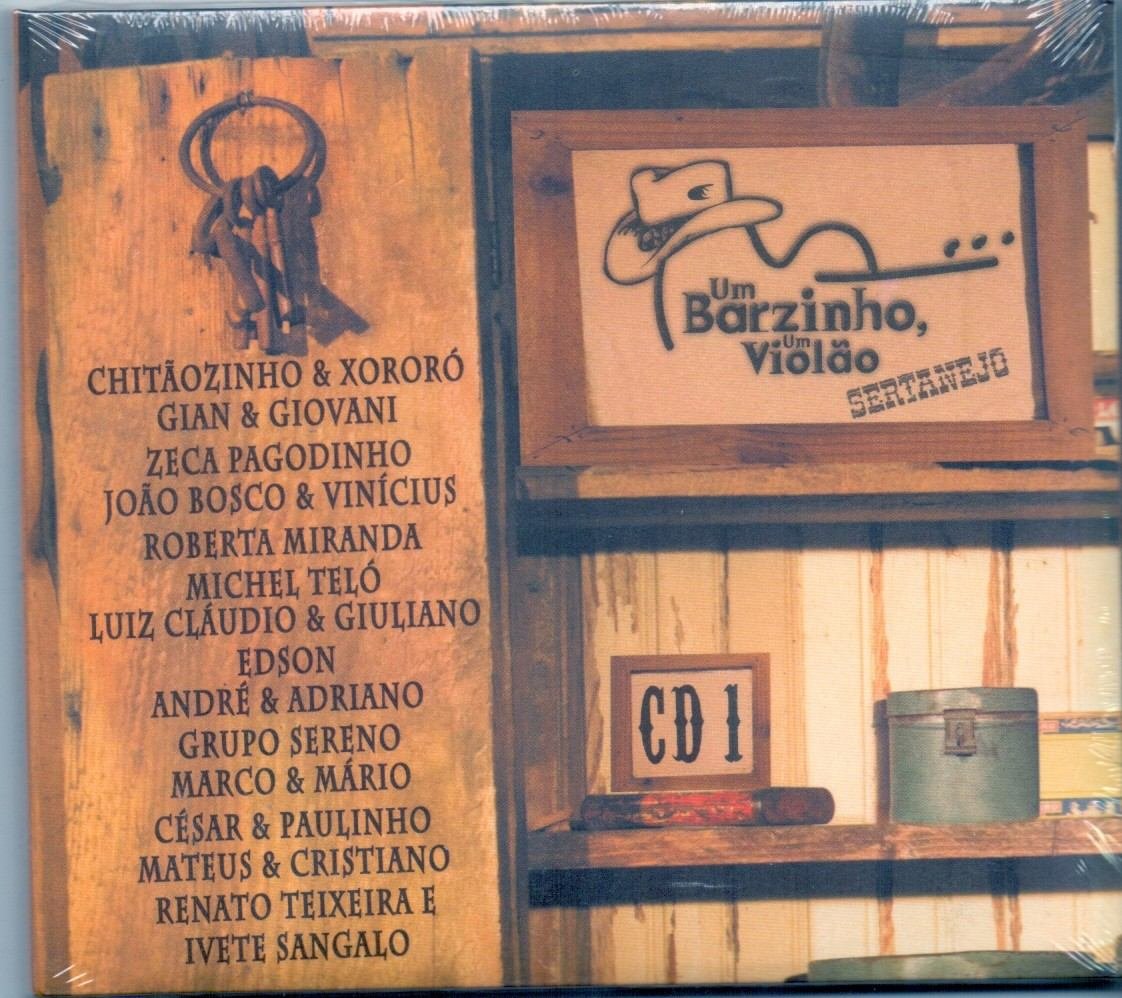 CHITÃOZINHO & XORORÓ
GIAN & GIOVANI
ZECA PAGODINHO
JOÃO BOSCO & VINÍCIUS
ROBERTA MIRANDA
MICHEL TELÓ
LUIZ CLÁUDIO & GIULIANO
EDSON
ANDRÉ & ADRIANO
GRUPO SERENO
MARCO & MÁRIO
CÉSAR & PAULINHO
MATEUS & CRISTIANO
RENATO TEIXEIRA E
IVETE SANGALO
Um
Barzinho,
Um
Violão
SERTANEJO
CD 1